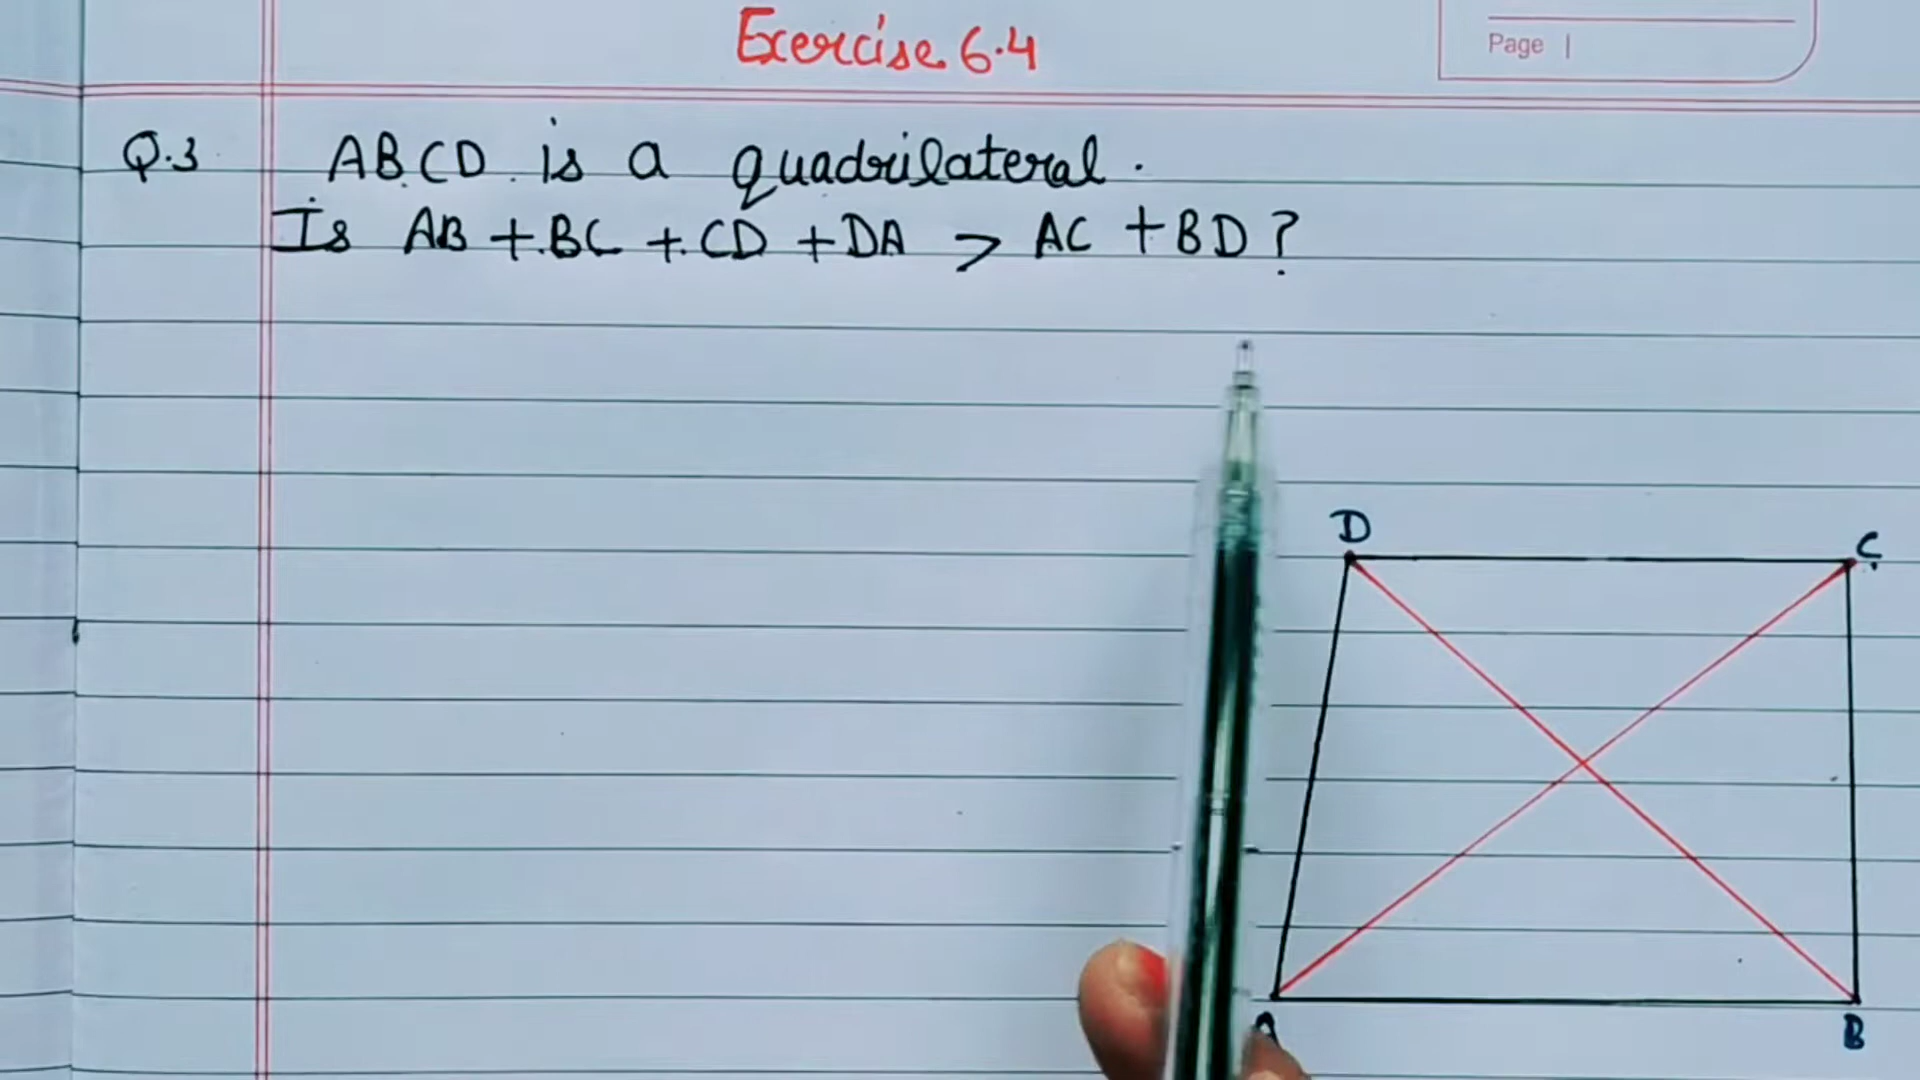 Exercise 6.4
Page |
Q.3 ABCD is a quadrilateral.
Is AB + BC + CD + DA > AC + BD?
D
C
A
B